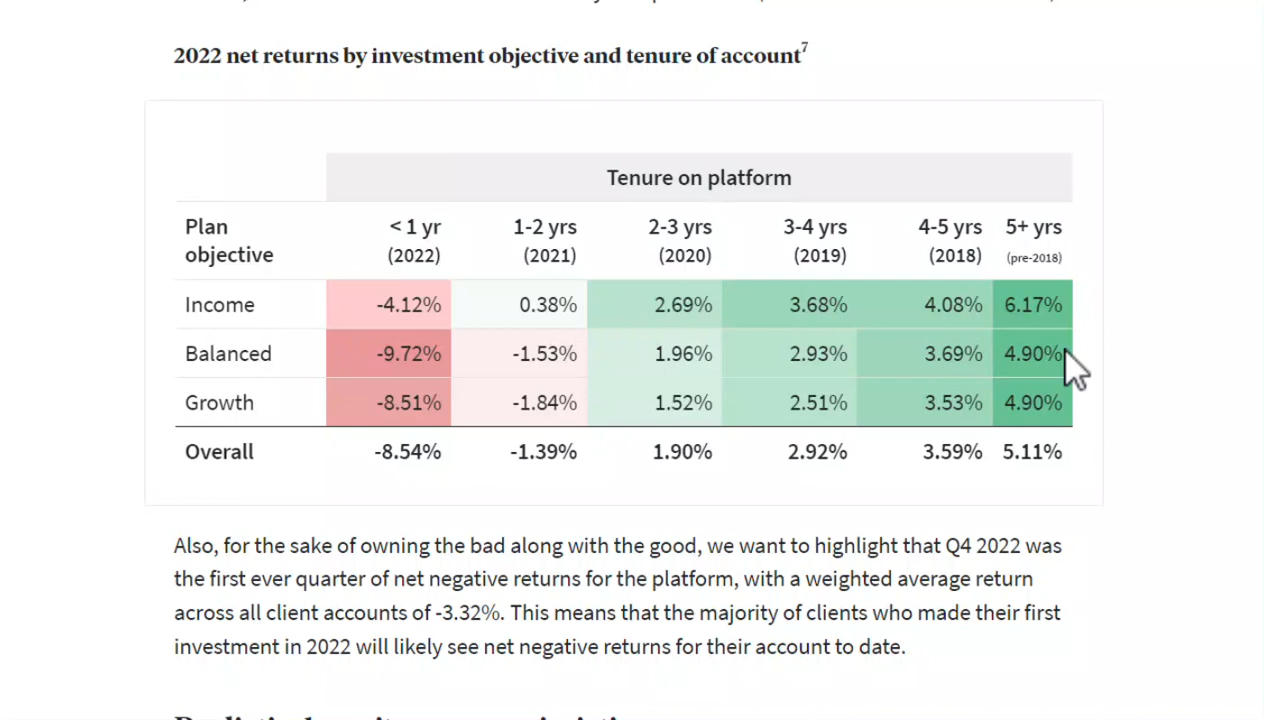 2022 net returns by investment objective and tenure of account7
Tenure on platform
Plan objective < 1 yr (2022) 1-2 yrs (2021) 2-3 yrs (2020) 3-4 yrs (2019) 4-5 yrs (2018) 5+ yrs (pre-2018)
Income -4.12% 0.38% 2.69% 3.68% 4.08% 6.17%
Balanced -9.72% -1.53% 1.96% 2.93% 3.69% 4.90%
Growth -8.51% -1.84% 1.52% 2.51% 3.53% 4.90%
Overall -8.54% -1.39% 1.90% 2.92% 3.59% 5.11%
Also, for the sake of owning the bad along with the good, we want to highlight that Q4 2022 was
the first ever quarter of net negative returns for the platform, with a weighted average return
across all client accounts of -3.32%. This means that the majority of clients who made their first
investment in 2022 will likely see net negative returns for their account to date.